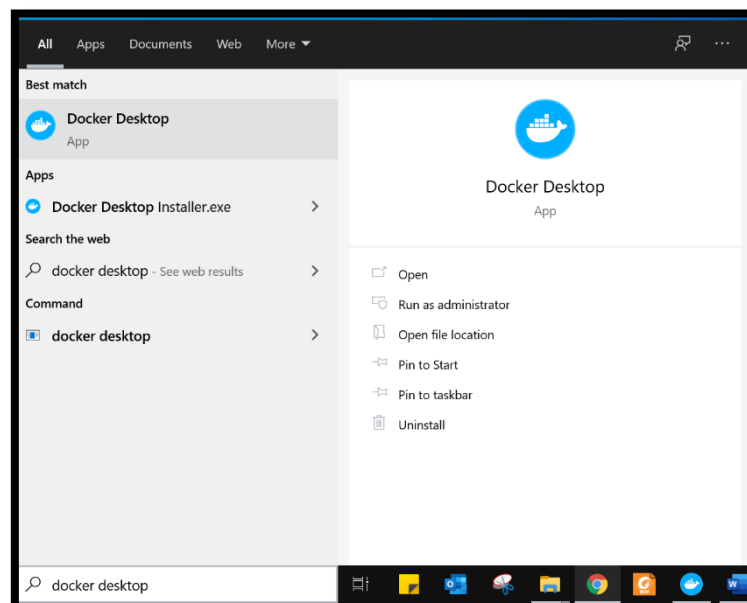 All Apps Documents Web More
Best match
Docker Desktop
App
Apps
Docker Desktop Installer.exe
Search the web
docker desktop - See web results
Command
docker desktop
Docker Desktop
App
Open
Run as administrator
Open file location
Pin to Start
Pin to taskbar
Uninstall
docker desktop